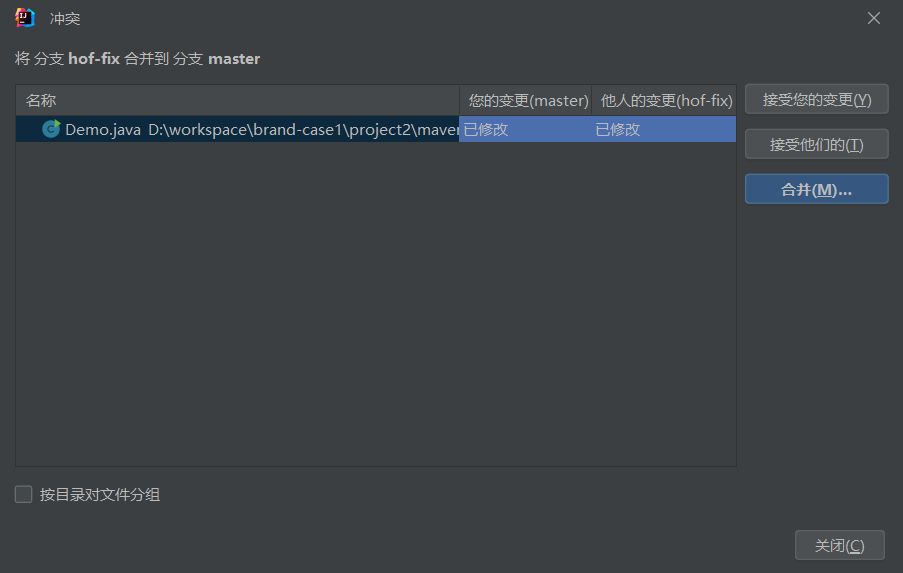 冲突
将 分支 hof-fix 合并到 分支 master
名称 您的变更(master) 他人的变更(hof-fix)
Demo.java D:\workspace\brand-case1\project2\maver 已修改 已修改
接受您的变更(Y)
接受他们的(T)
合并(M)...
按目录对文件分组
关闭(C)